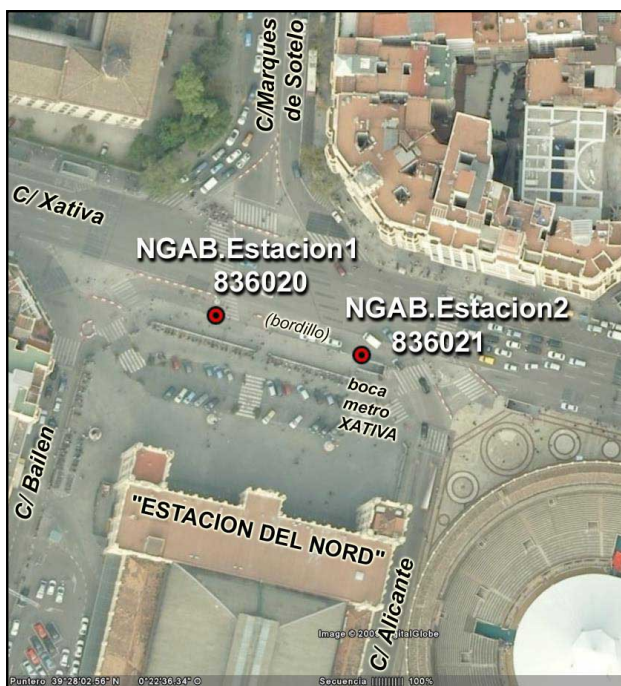 C/Marques
de Sotelo
C/ Xativa
NGAB.Estacion1
836020
NGAB.Estacion2
836021
(bordillo)
boca
metro
XATIVA
C/ Bailen
"ESTACION DEL NORD"
C/ Alicante
Image © 2009 DigitalGlobe
Puntero 39°28'02.56" N 0°22'36.34" O
Secuencia |||||||||| 100%